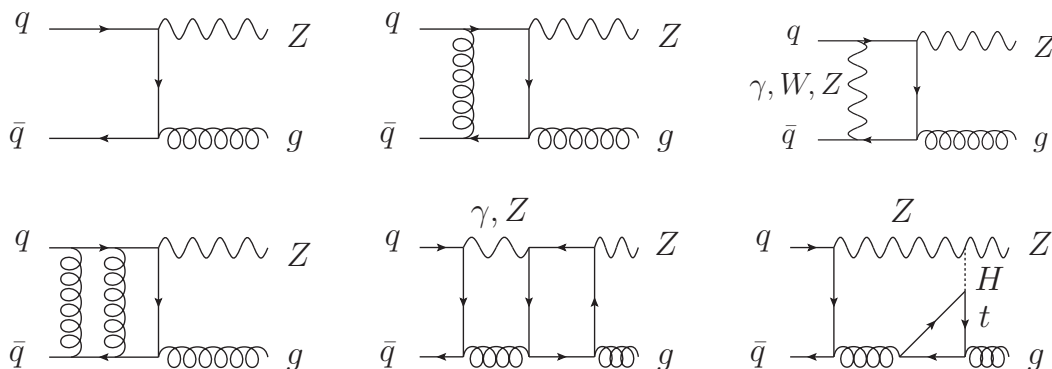 q Z q Z q Z
γ, W, Z
q̄ g q̄ g q̄ g
γ, Z Z
q Z q Z q Z
H
t
q̄ g q̄ g q̄ g